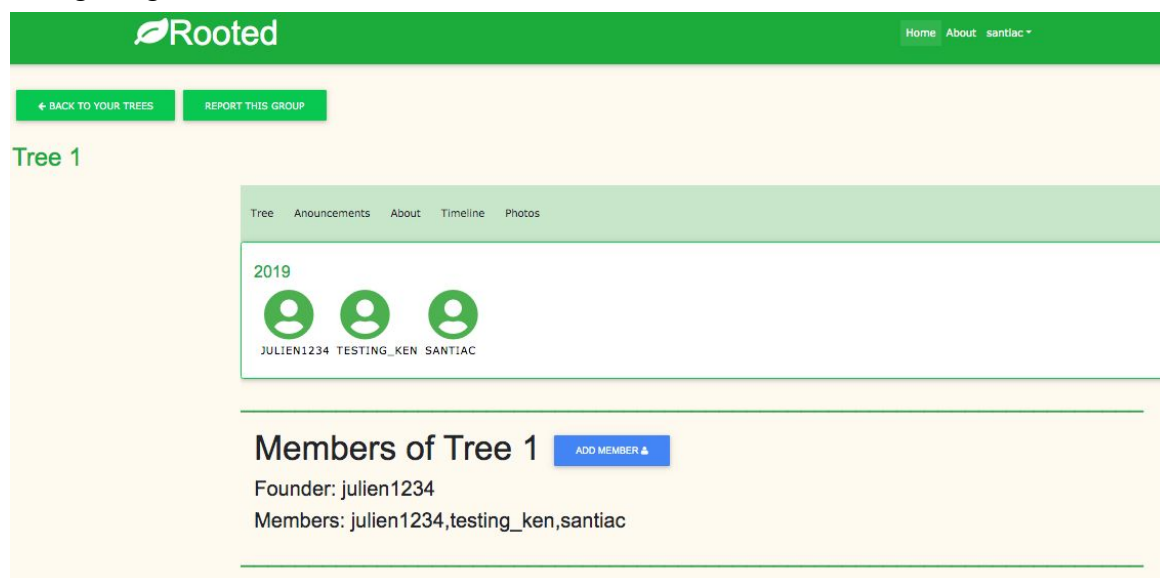 Rooted
Home About santiac
BACK TO YOUR TREES REPORT THIS GROUP
Tree 1
Tree Anouncements About Timeline Photos
2019
JULIEN1234 TESTING_KEN SANTIAC
Members of Tree 1 ADD MEMBER
Founder: julien1234
Members: julien1234,testing_ken,santiac